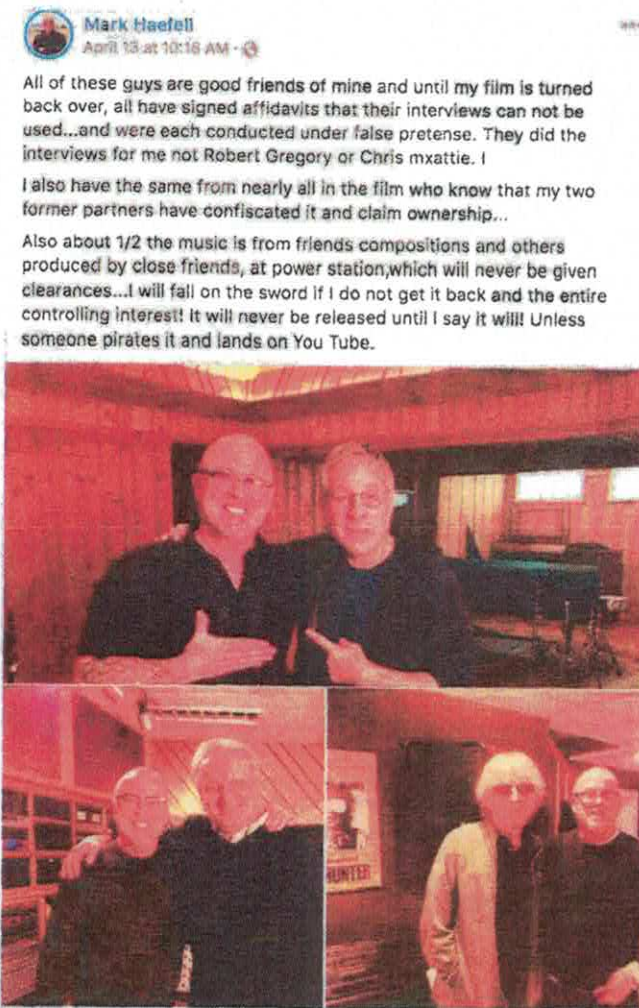 Mark Haefeli
April 13 at 10:16 AM ·
All of these guys are good friends of mine and until my film is turned
back over, all have signed affidavits that their interviews can not be
used...and were each conducted under false pretense. They did the
interviews for me not Robert Gregory or Chris mxattie. I
I also have the same from nearly all in the film who know that my two
former partners have confiscated it and claim ownership...
Also about 1/2 the music is from friends compositions and others
produced by close friends, at power station,which will never be given
clearances...I will fall on the sword if I do not get it back and the entire
controlling interest! It will never be released until I say it will! Unless
someone pirates it and lands on You Tube.
HUNTER